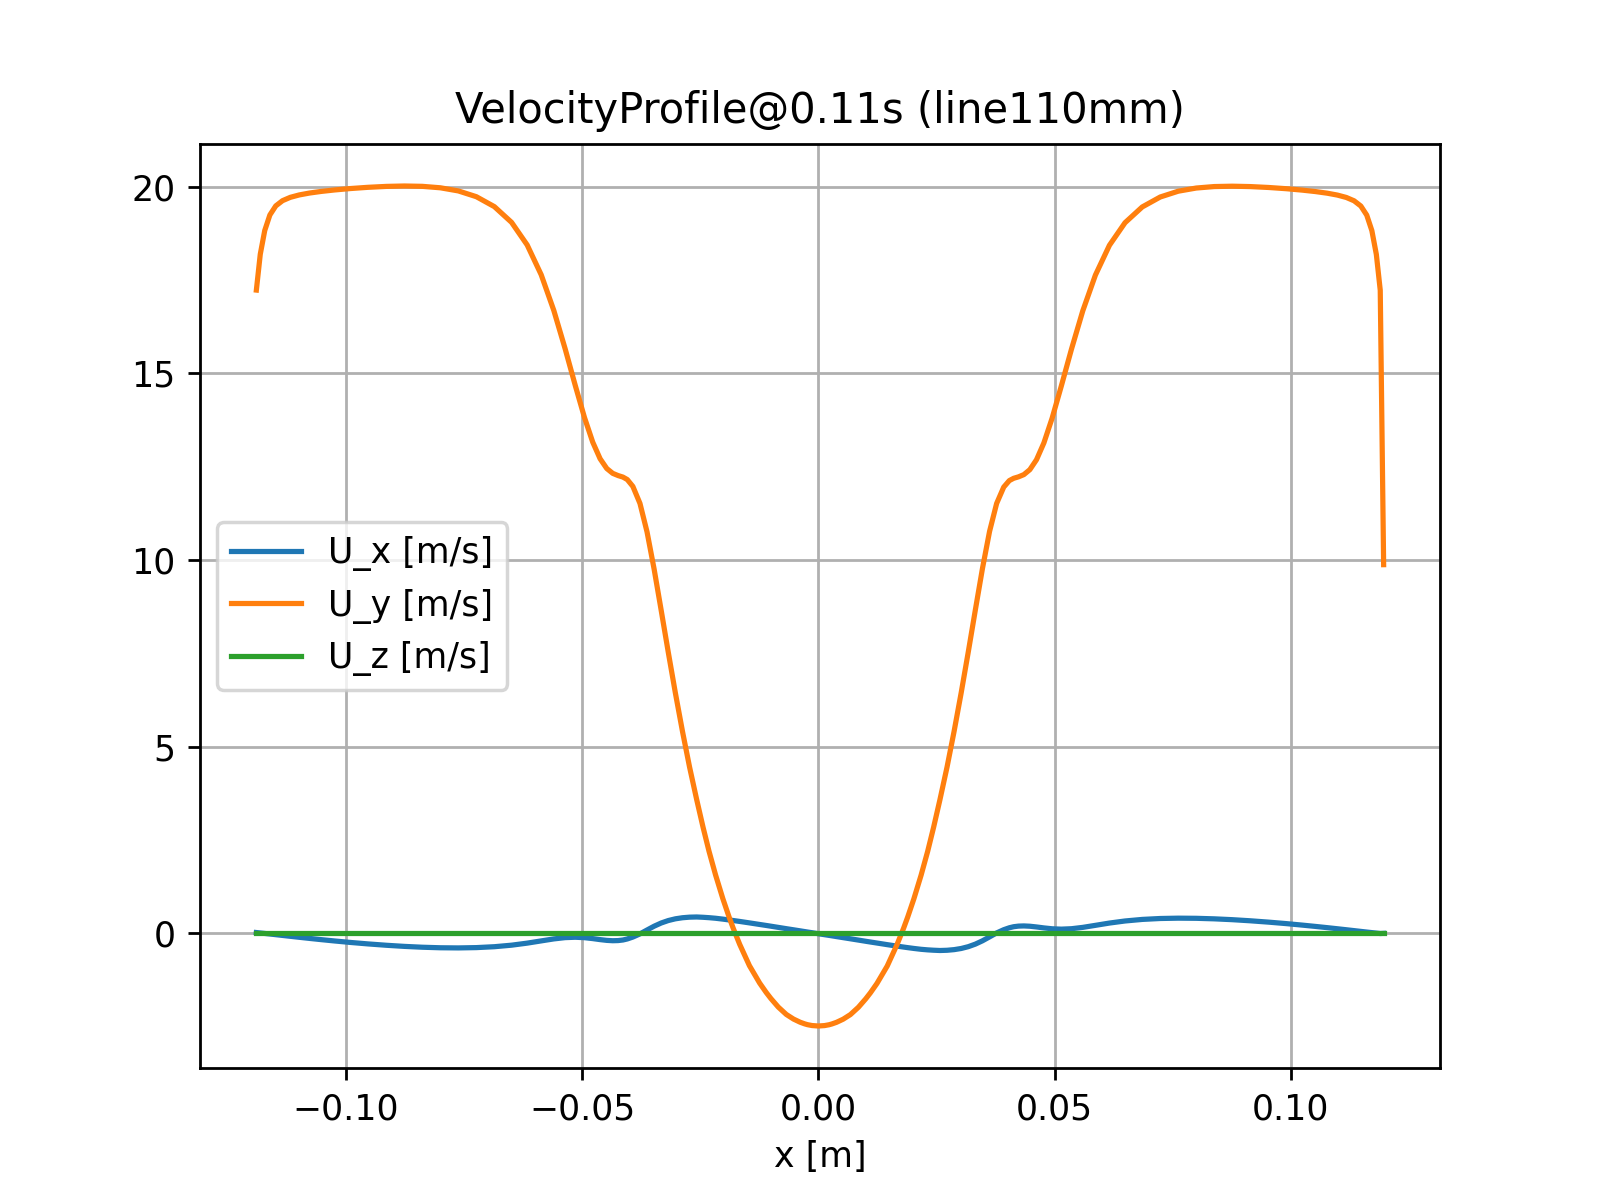 VelocityProfile@0.11s (line110mm)
20
15
10
5
0
U_x [m/s]
U_y [m/s]
U_z [m/s]
−0.10 −0.05 0.00 0.05 0.10
x [m]